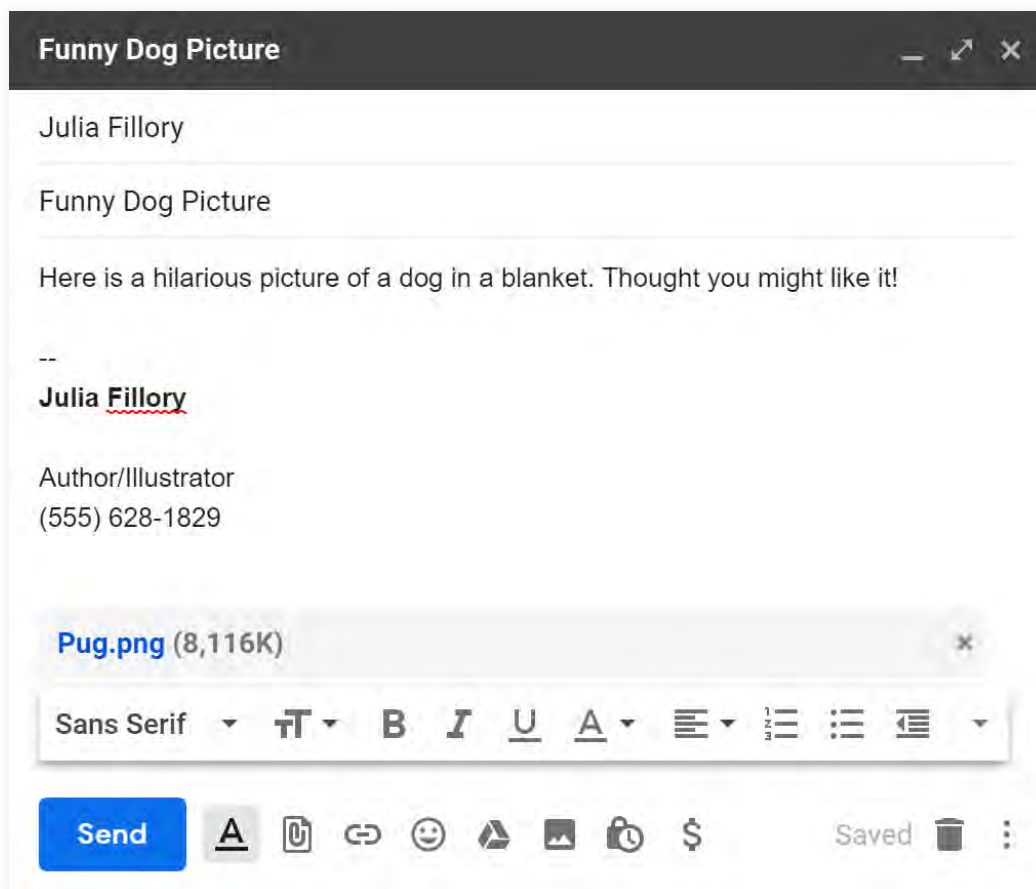 Funny Dog Picture
Julia Fillory
Funny Dog Picture
Here is a hilarious picture of a dog in a blanket. Thought you might like it!
--
Julia Fillory
Author/Illustrator
(555) 628-1829
Pug.png (8,116K)
Sans Serif
Send
Saved